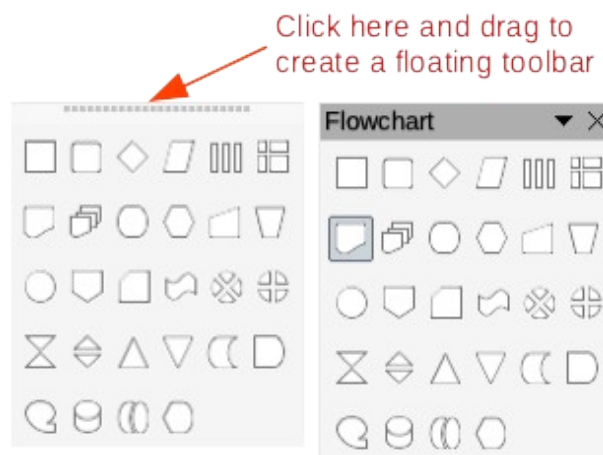 Click here and drag to
create a floating toolbar
Flowchart